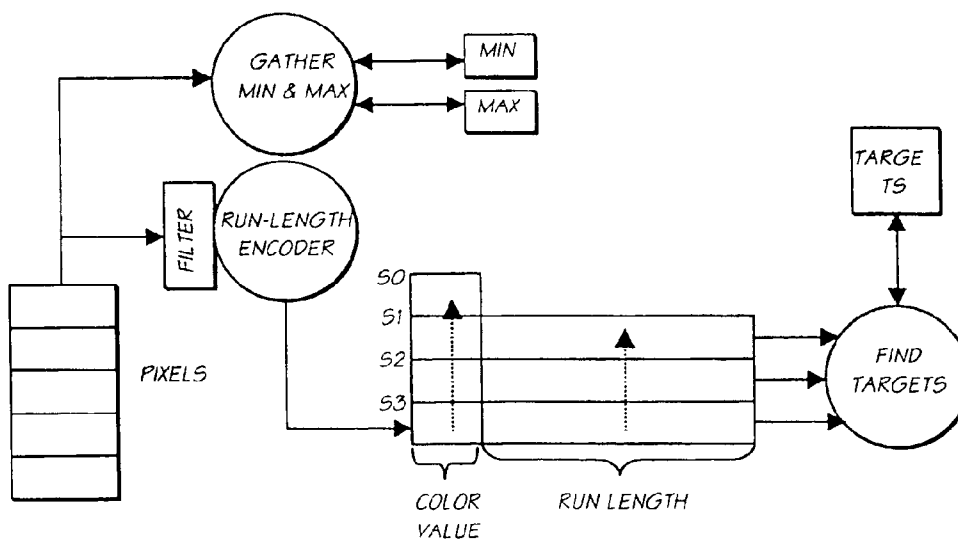 GATHER
MIN & MAX
MIN
MAX
TARGE
TS
FILTER
RUN-LENGTH
ENCODER
S0
S1
S2
S3
PIXELS
FIND
TARGETS
COLOR
VALUE
RUN LENGTH